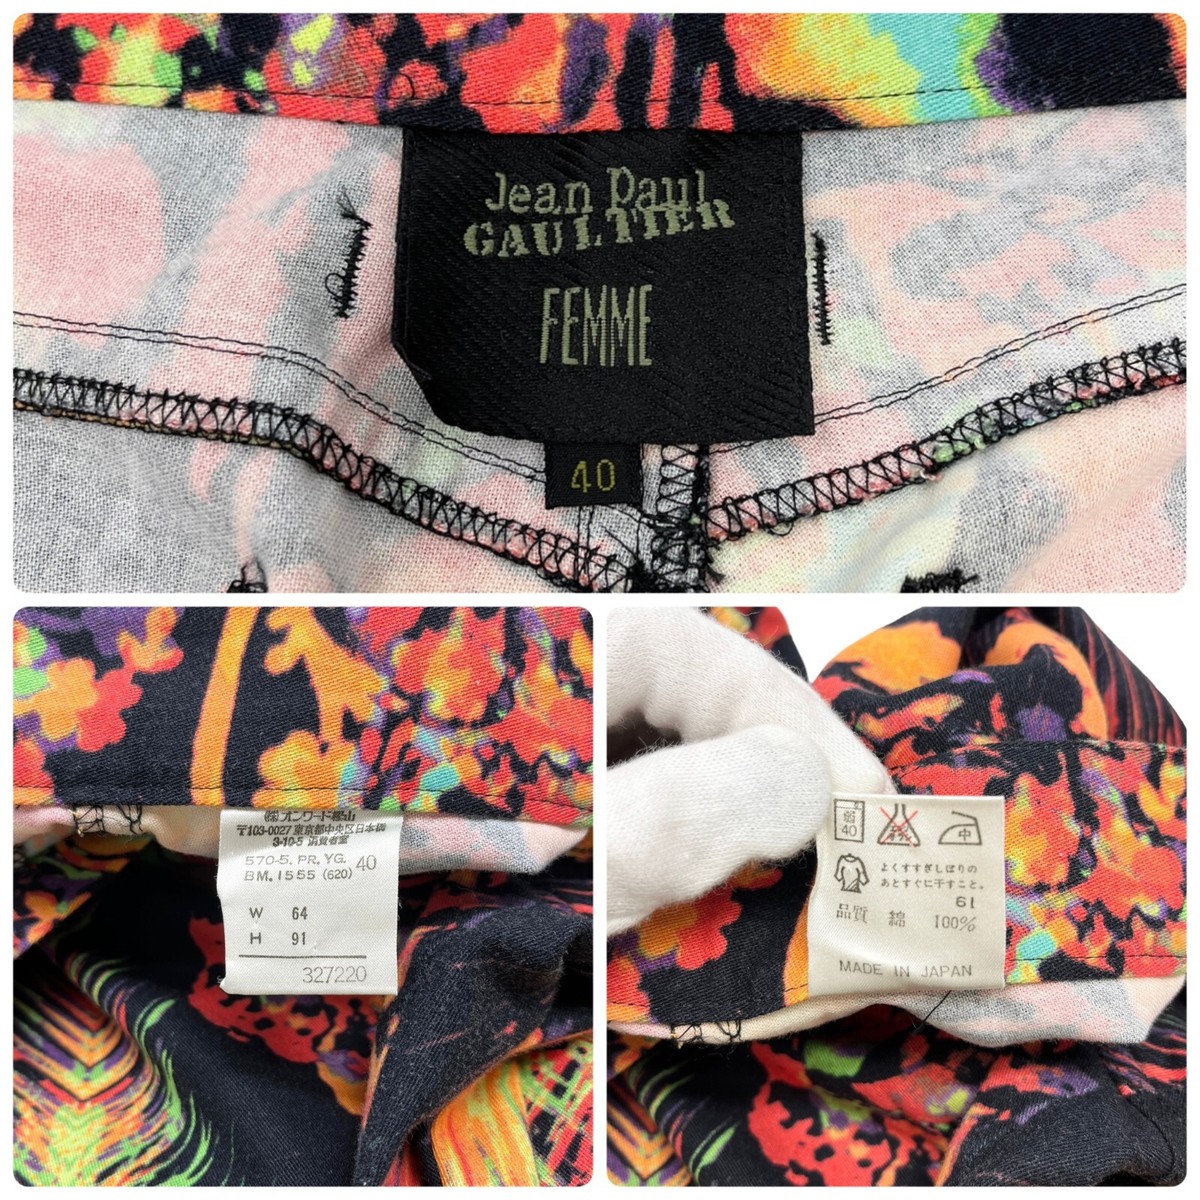 Jean Paul
GAULTIER
FEMME
40
㈱オンワード樫山
〒103-0027 東京都中央区日本橋
3-10-5 消費者室
570-5. PR. YG. 40
BM. 1555 (620)
W 64
H 91
327220
弱
40
中
よくすすぎしぼりの
あとすぐに干すこと。
61
品質 綿 100%
MADE IN JAPAN